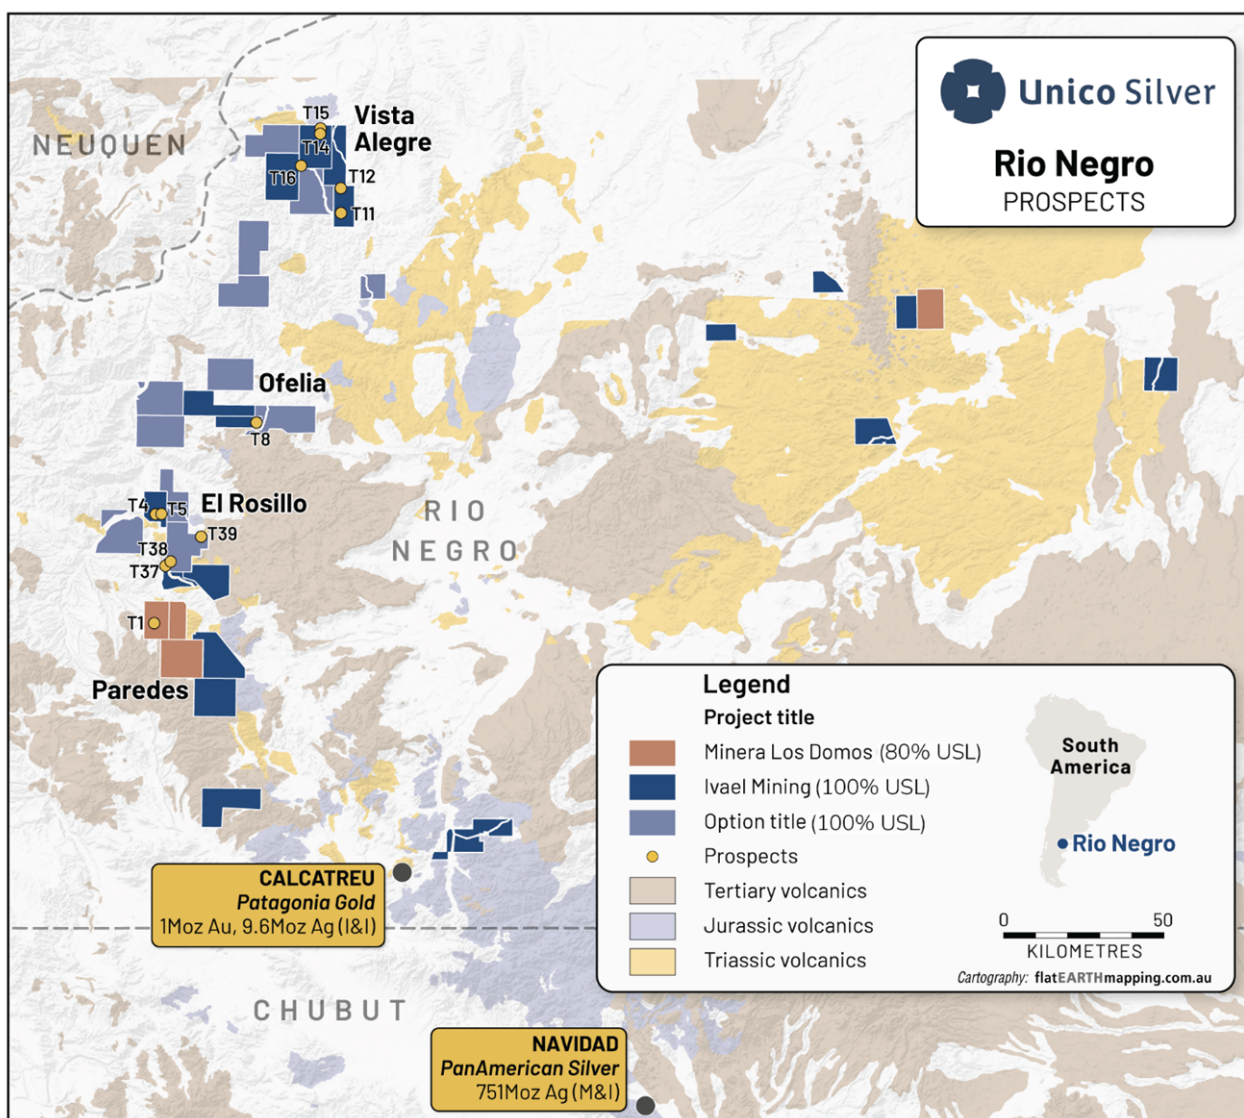 Unico Silver
Rio Negro
PROSPECTS
NEUQUEN
T15
Vista
Alegre
T14
T16
T12
T11
Ofelia
T8
T4
T5
El Rosillo
T39
T38
T37
T1
Paredes
RIO
NEGRO
CALCATREU
Patagonia Gold
1Moz Au, 9.6Moz Ag (I&I)
CHUBUT
NAVIDAD
PanAmerican Silver
751Moz Ag (M&I)
Legend
Project title
Minera Los Domos (80% USL)
Ivael Mining (100% USL)
Option title (100% USL)
Prospects
Tertiary volcanics
Jurassic volcanics
Triassic volcanics
South
America
Rio Negro
0 50
KILOMETRES
Cartography: flatEARTHmapping.com.au